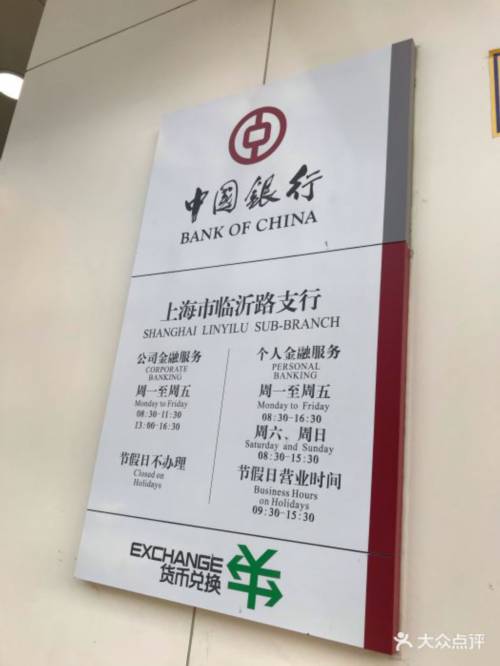 中国銀行
BANK OF CHINA
上海市临沂路支行
SHANGHAI LINYILU SUB-BRANCH
公司金融服务
CORPORATE
BANKING
周一至周五
Monday to Friday
08:30-11:30
13:00-16:30
节假日不办理
Closed on
Holidays
个人金融服务
PERSONAL
BANKING
周一至周五
Monday to Friday
08:30-16:30
周六、周日
Saturday and Sunday
08:30-15:30
节假日营业时间
Business Hours
on Holidays
09:30-15:30
EXCHANGE
货币兑换
大众点评